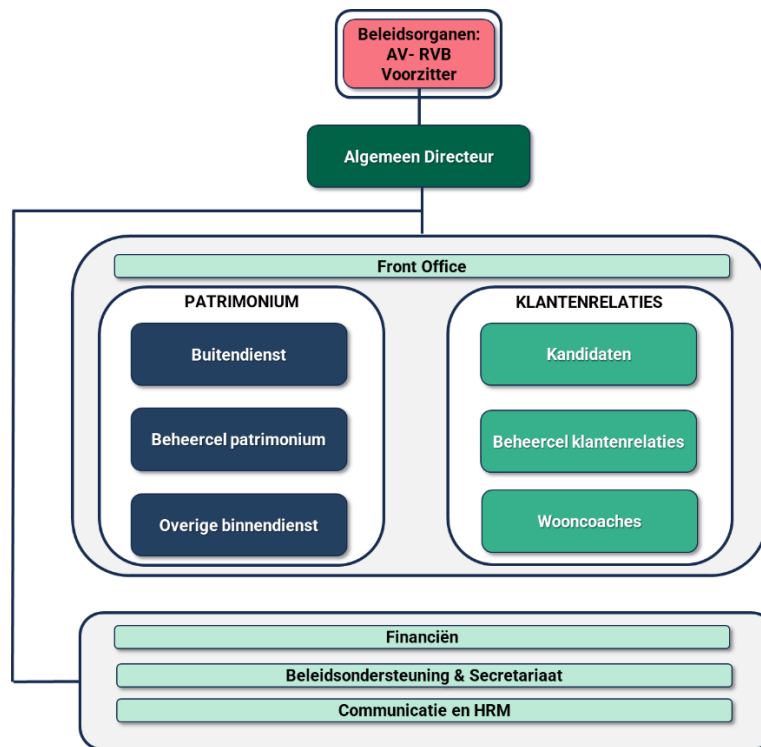 Beleidsorganen:
AV- RVB
Voorzitter
Algemeen Directeur
Front Office
PATRIMONIUM
Buitendienst
Beheercel patrimonium
Overige binnendienst
KLANTENRELATIES
Kandidaten
Beheercel klantenrelaties
Wooncoaches
Financiën
Beleidsondersteuning & Secretariaat
Communicatie en HRM